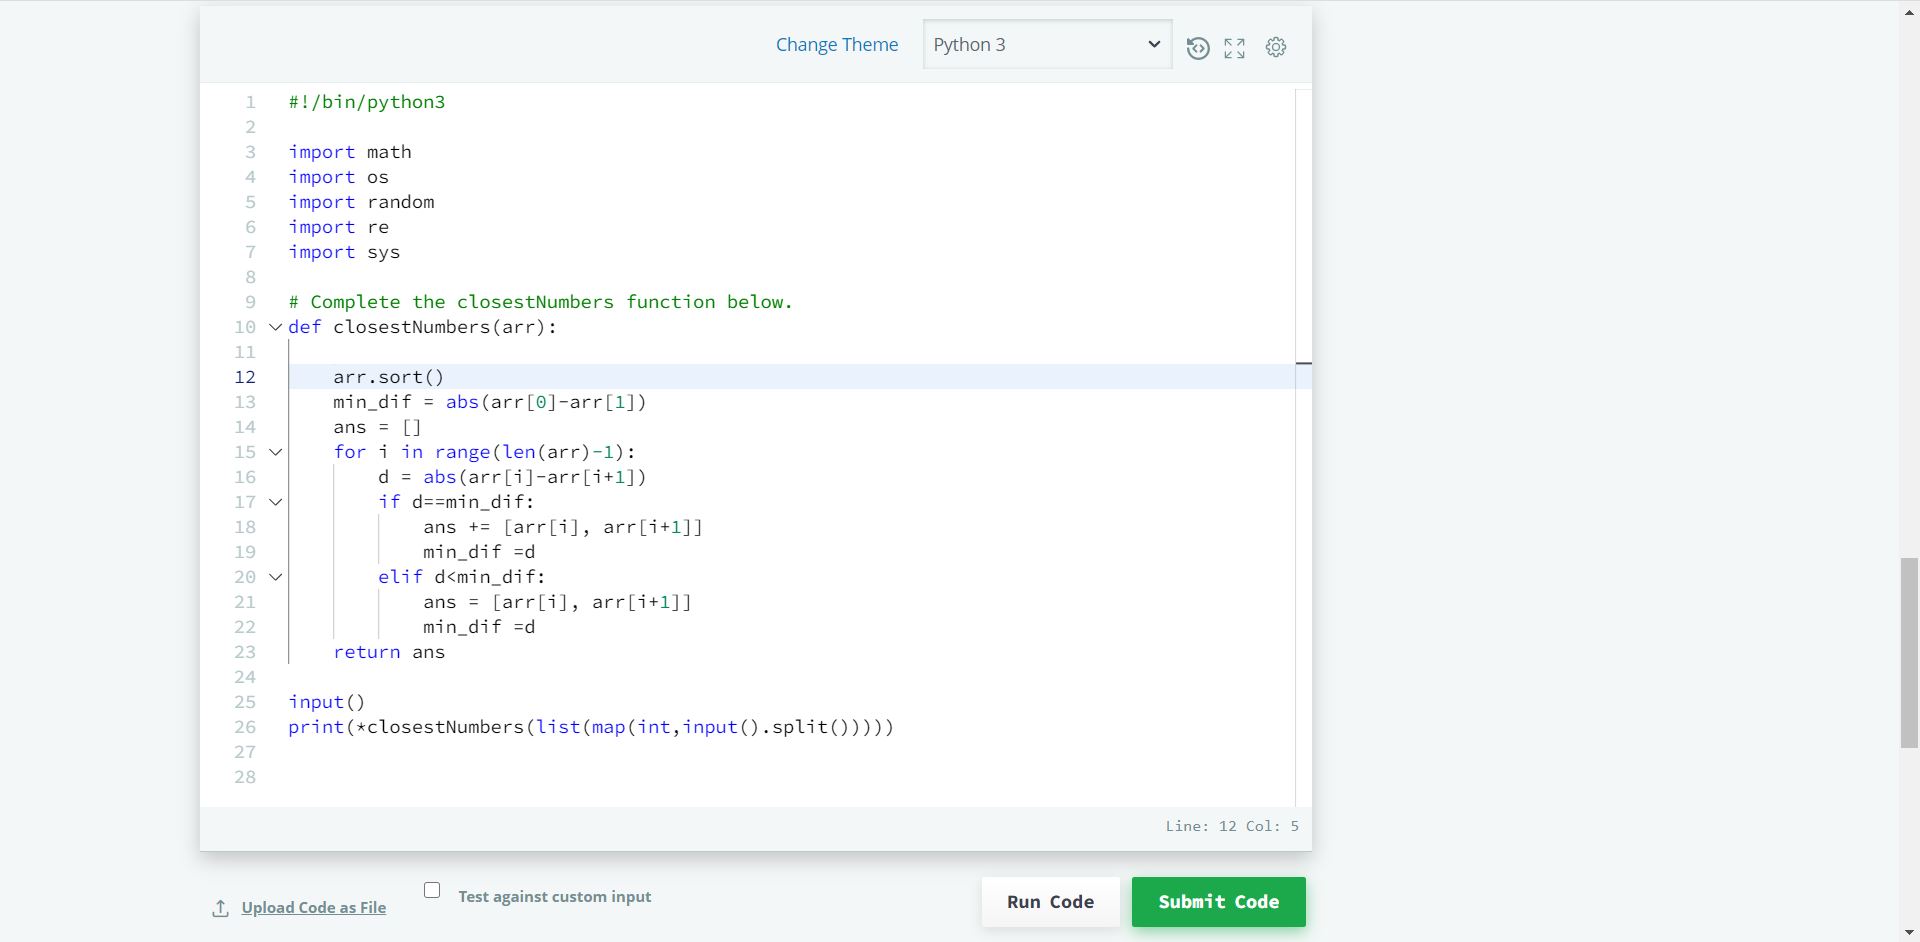 Change Theme Python 3
1 #!/bin/python3
2
3 import math
4 import os
5 import random
6 import re
7 import sys
8
9 # Complete the closestNumbers function below.
10 def closestNumbers(arr):
11
12     arr.sort()
13     min_dif = abs(arr[0]-arr[1])
14     ans = []
15     for i in range(len(arr)-1):
16         d = abs(arr[i]-arr[i+1])
17         if d==min_dif:
18             ans += [arr[i], arr[i+1]]
19             min_dif =d
20         elif d<min_dif:
21             ans = [arr[i], arr[i+1]]
22             min_dif =d
23     return ans
24
25 input()
26 print(*closestNumbers(list(map(int,input().split()))))
27
28
Line: 12 Col: 5
Upload Code as File Test against custom input Run Code Submit Code